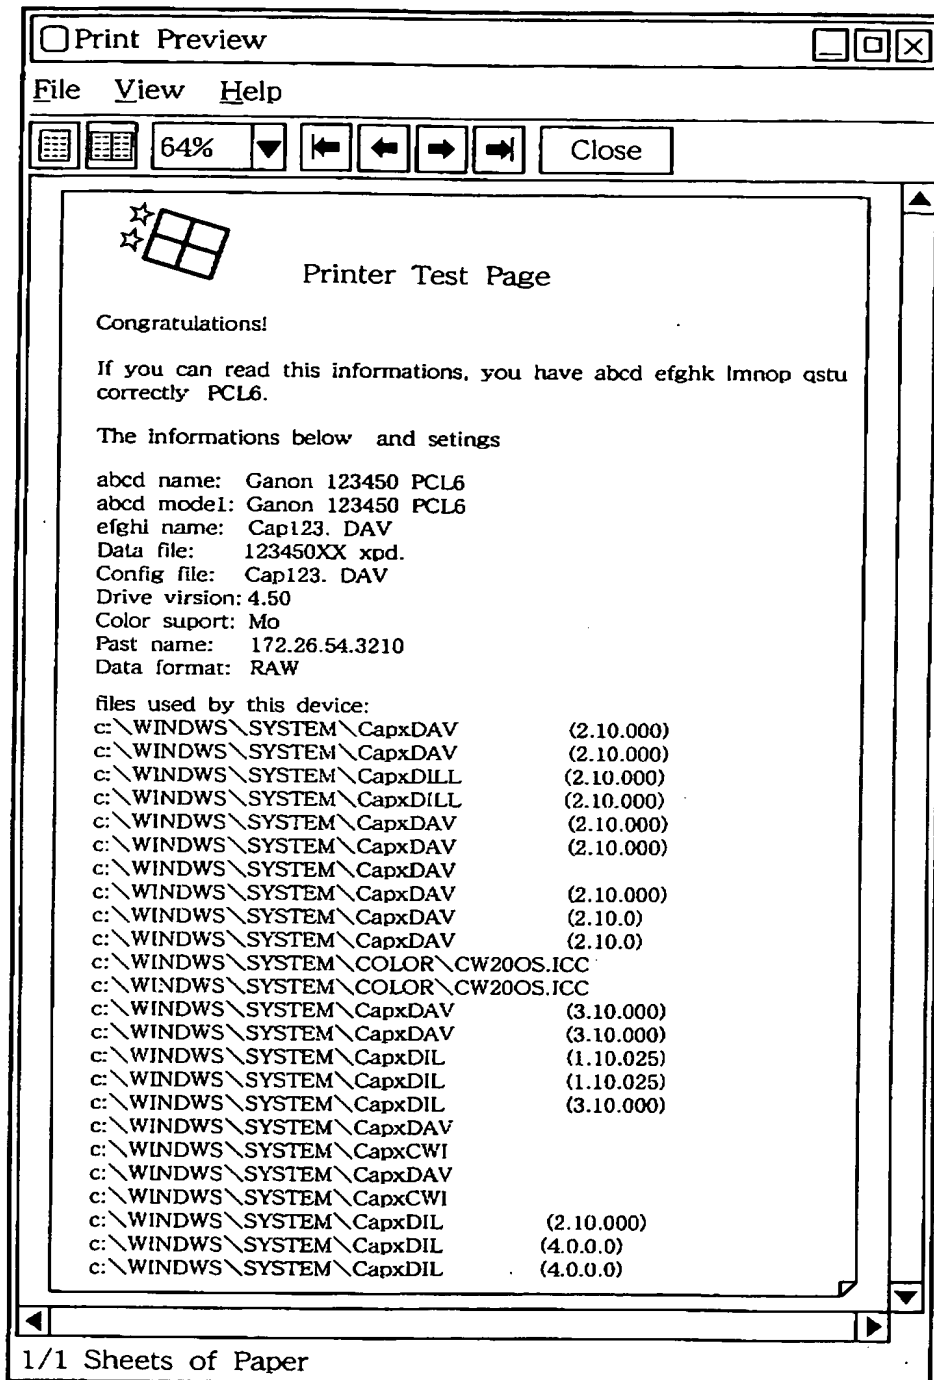 Print Preview
File View Help
64% Close
Printer Test Page
Congratulations!
If you can read this informations, you have abcd efghk lmnop qstu
correctly PCL6.
The informations below and setings
abcd name: Ganon 123450 PCL6
abcd model: Ganon 123450 PCL6
efghi name: Cap123. DAV
Data file: 123450XX xpd.
Config file: Cap123. DAV
Drive virsion: 4.50
Color suport: Mo
Past name: 172.26.54.3210
Data format: RAW
files used by this device:
c:\WINDWS\SYSTEM\CapxDAV (2.10.000)
c:\WINDWS\SYSTEM\CapxDAV (2.10.000)
c:\WINDWS\SYSTEM\CapxDILL (2.10.000)
c:\WINDWS\SYSTEM\CapxDILL (2.10.000)
c:\WINDWS\SYSTEM\CapxDAV (2.10.000)
c:\WINDWS\SYSTEM\CapxDAV (2.10.000)
c:\WINDWS\SYSTEM\CapxDAV
c:\WINDWS\SYSTEM\CapxDAV (2.10.000)
c:\WINDWS\SYSTEM\CapxDAV (2.10.0)
c:\WINDWS\SYSTEM\CapxDAV (2.10.0)
c:\WINDWS\SYSTEM\COLOR\CW20OS.ICC
c:\WINDWS\SYSTEM\COLOR\CW20OS.ICC
c:\WINDWS\SYSTEM\CapxDAV (3.10.000)
c:\WINDWS\SYSTEM\CapxDAV (3.10.000)
c:\WINDWS\SYSTEM\CapxDIL (1.10.025)
c:\WINDWS\SYSTEM\CapxDIL (1.10.025)
c:\WINDWS\SYSTEM\CapxDIL (3.10.000)
c:\WINDWS\SYSTEM\CapxDAV
c:\WINDWS\SYSTEM\CapxCWI
c:\WINDWS\SYSTEM\CapxDAV
c:\WINDWS\SYSTEM\CapxCWI
c:\WINDWS\SYSTEM\CapxDIL (2.10.000)
c:\WINDWS\SYSTEM\CapxDIL (4.0.0.0)
c:\WINDWS\SYSTEM\CapxDIL (4.0.0.0)
1/1 Sheets of Paper